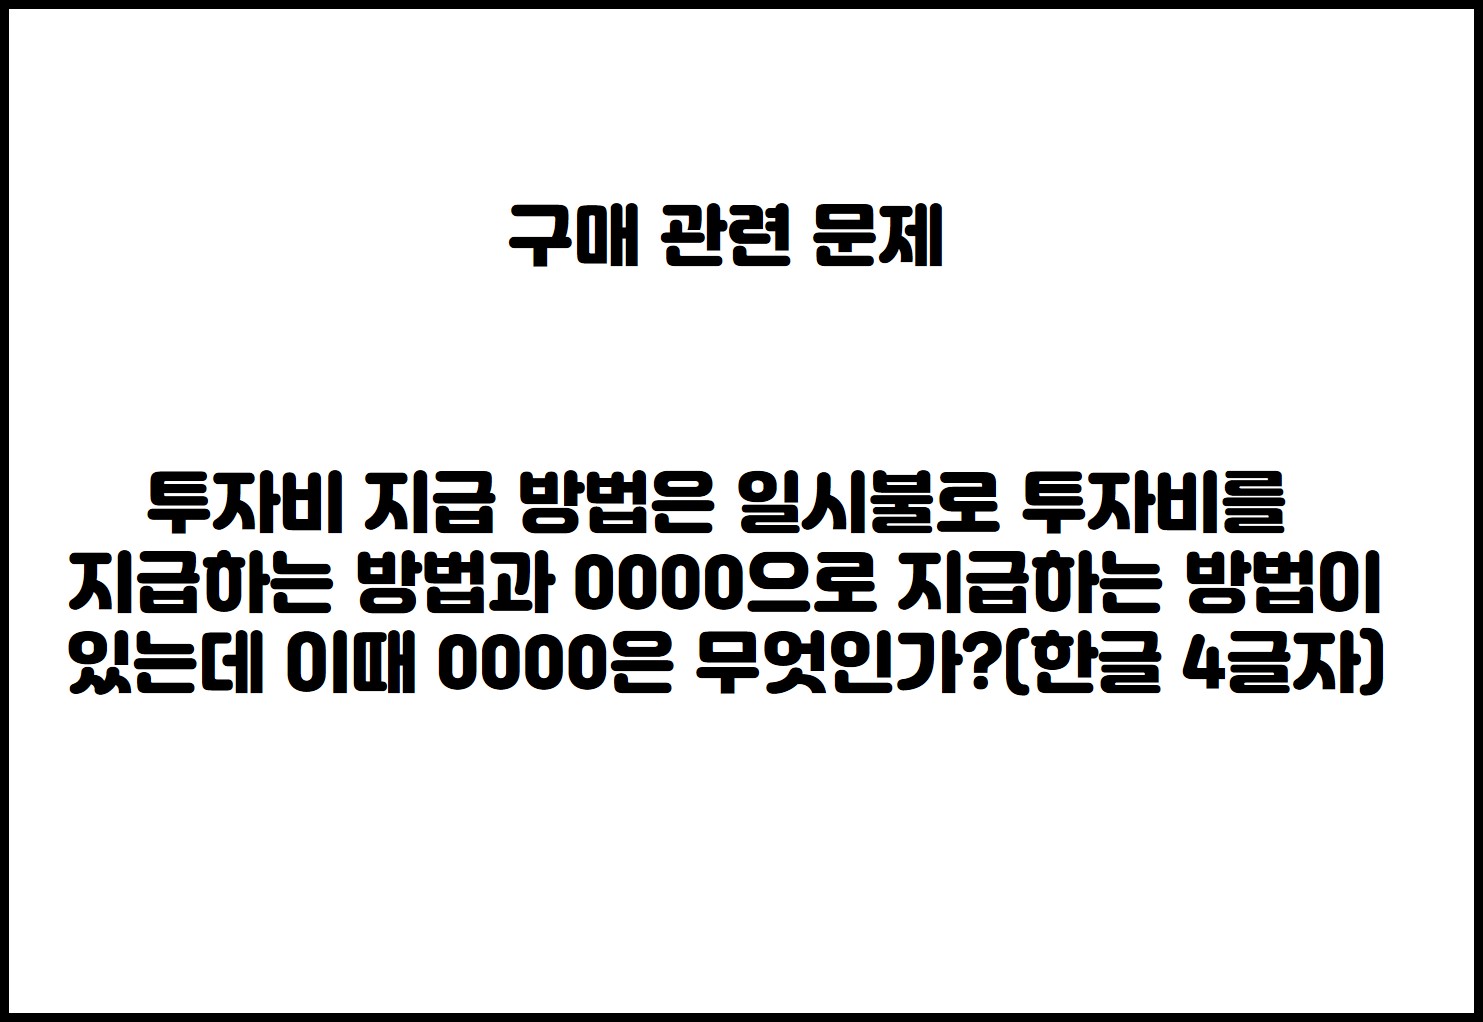 구매 관련 문제
투자비 지급 방법은 일시불로 투자비를
지급하는 방법과 0000으로 지급하는 방법이
있는데 이때 0000은 무엇인가?(한글 4글자)